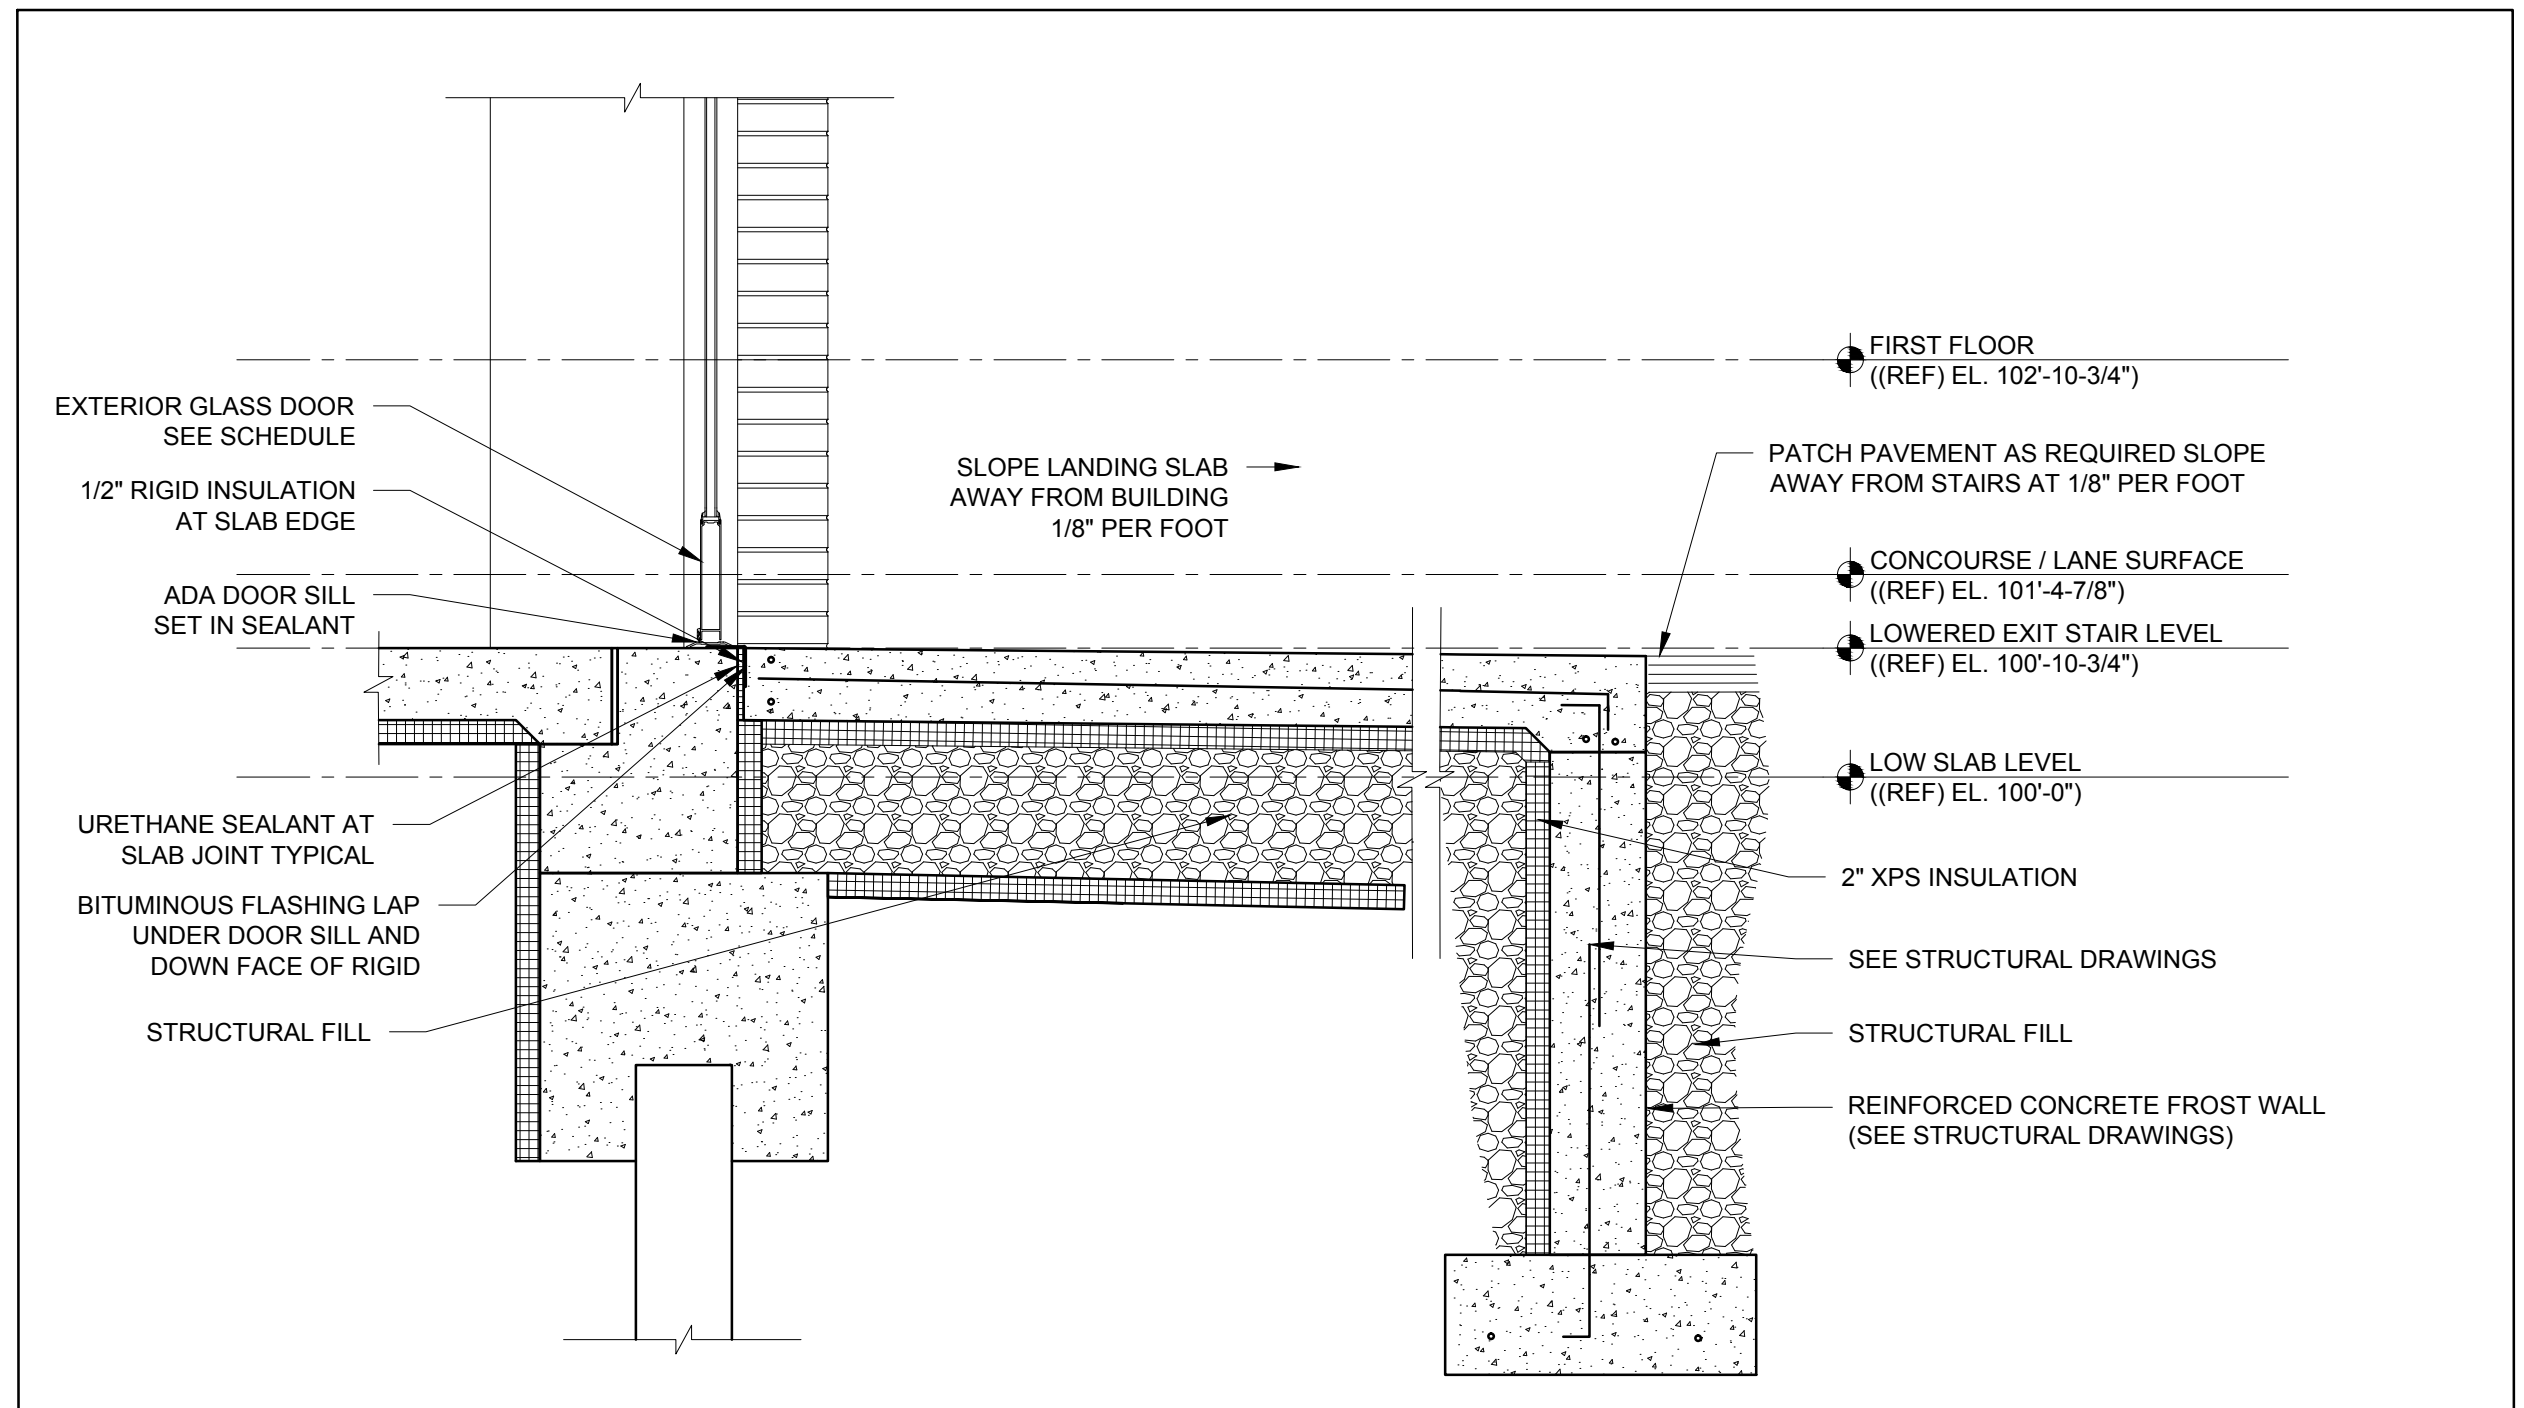 EXTERIOR GLASS DOOR
SEE SCHEDULE
1/2" RIGID INSULATION
AT SLAB EDGE
ADA DOOR SILL
SET IN SEALANT
URETHANE SEALANT AT
SLAB JOINT TYPICAL
BITUMINOUS FLASHING LAP
UNDER DOOR SILL AND
DOWN FACE OF RIGID
STRUCTURAL FILL
SLOPE LANDING SLAB
AWAY FROM BUILDING
1/8" PER FOOT
FIRST FLOOR
((REF) EL. 102'-10-3/4")
PATCH PAVEMENT AS REQUIRED SLOPE
AWAY FROM STAIRS AT 1/8" PER FOOT
CONCOURSE / LANE SURFACE
((REF) EL. 101'-4-7/8")
LOWERED EXIT STAIR LEVEL
((REF) EL. 100'-10-3/4")
LOW SLAB LEVEL
((REF) EL. 100'-0")
2" XPS INSULATION
SEE STRUCTURAL DRAWINGS
STRUCTURAL FILL
REINFORCED CONCRETE FROST WALL
(SEE STRUCTURAL DRAWINGS)